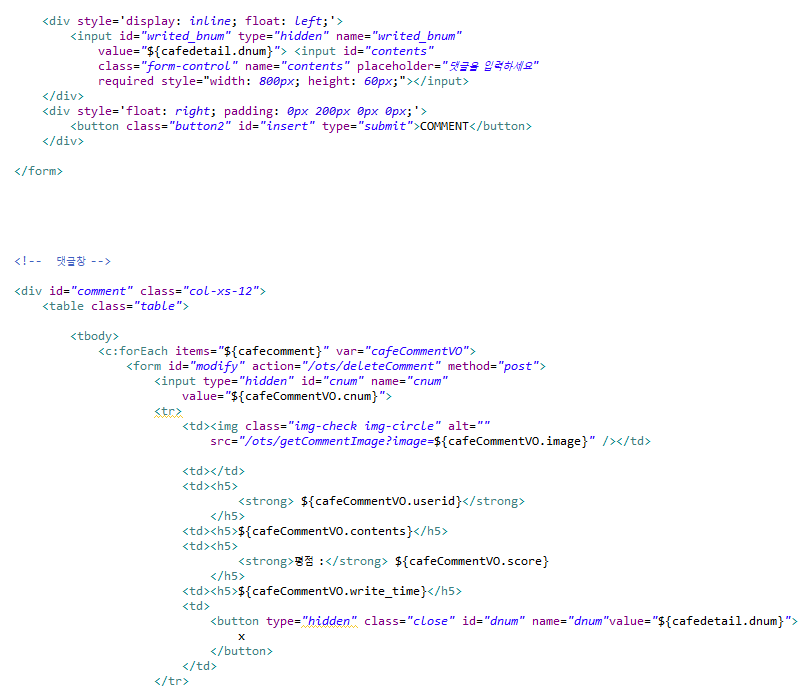 <div style='display: inline; float: left;'>
<input id="writed_bnum" type="hidden" name="writed_bnum"
value="${cafedetail.dnum}"> <input id="contents"
class="form-control" name="contents" placeholder="댓글을 입력하세요"
required style="width: 800px; height: 60px;"></input>
</div>
<div style='float: right; padding: 0px 200px 0px 0px;'>
<button class="button2" id="insert" type="submit">COMMENT</button>
</div>
</form>
<!-- 댓글창 -->
<div id="comment" class="col-xs-12">
<table class="table">
<tbody>
<c:forEach items="${cafecomment}" var="cafeCommentVO">
<form id="modify" action="/ots/deleteComment" method="post">
<input type="hidden" id="cnum" name="cnum"
value="${cafeCommentVO.cnum}">
<tr>
<td><img class="img-check img-circle" alt=""
src="/ots/getCommentImage?image=${cafeCommentVO.image}" /></td>
<td></td>
<td><h5>
<strong> ${cafeCommentVO.userid}</strong>
</h5>
<td><h5>${cafeCommentVO.contents}</h5>
<td><h5>
<strong>평점 :</strong> ${cafeCommentVO.score}
</h5>
<td><h5>${cafeCommentVO.write_time}</h5>
<td>
<button type="hidden" class="close" id="dnum" name="dnum"value="${cafedetail.dnum}">
x
</button>
</td>
</tr>